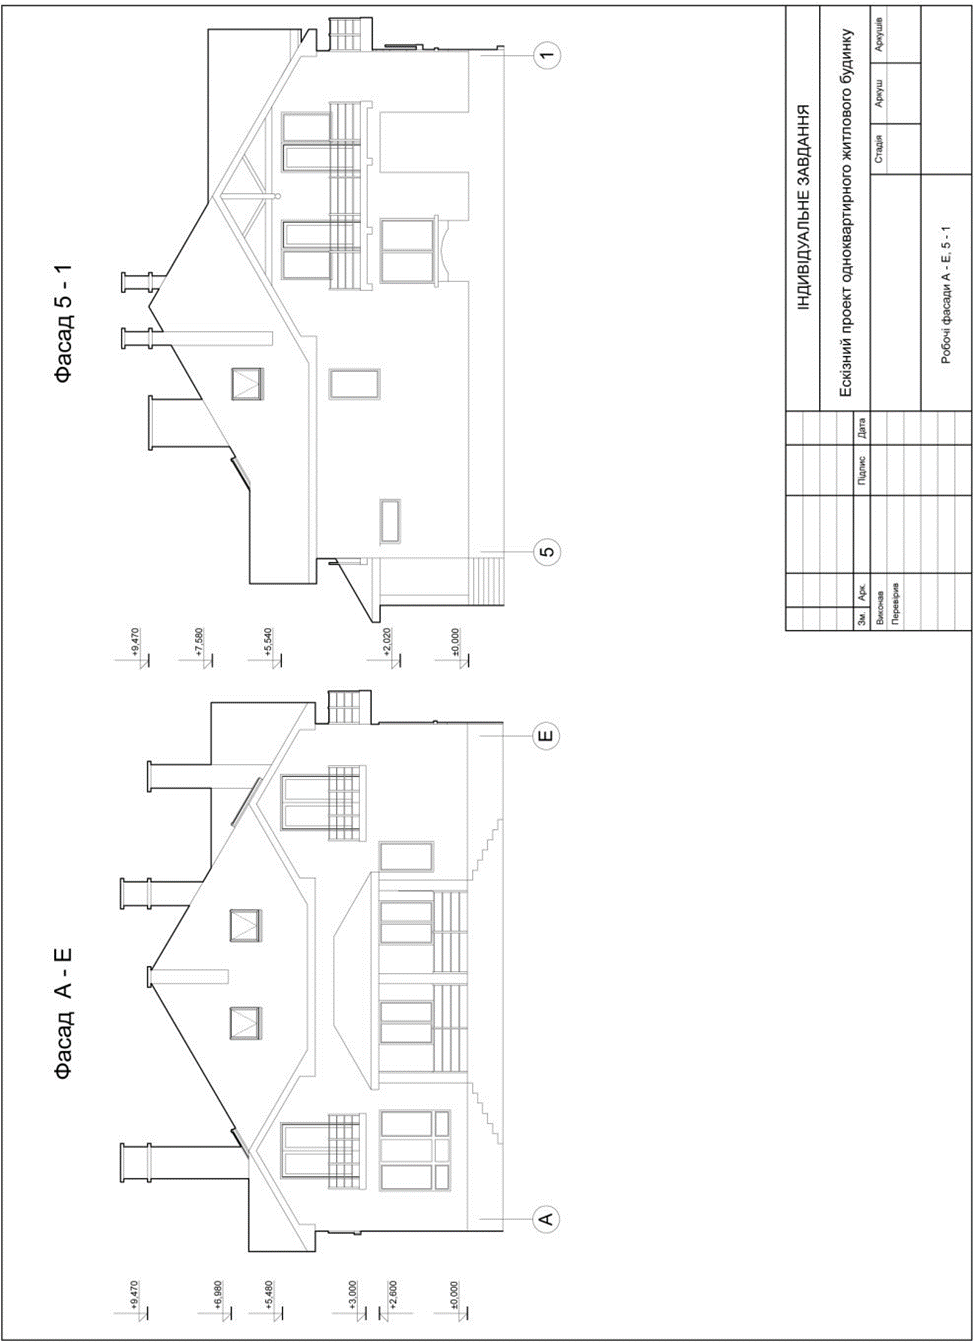 Фасад А - Е
Фасад 5 - 1
+9,470
+6,980
+5,480
+3,000
+2,600
±0,000
А
Е
+9,470
+7,580
+5,540
+2,020
±0,000
5
1
ІНДИВІДУАЛЬНЕ ЗАВДАННЯ
Ескізний проект одноквартирного житлового будинку
Зм. Арк. Підпис Дата
Виконав
Перевірив
Стадія Аркуш Аркушів
Робочі фасади А - Е, 5 - 1